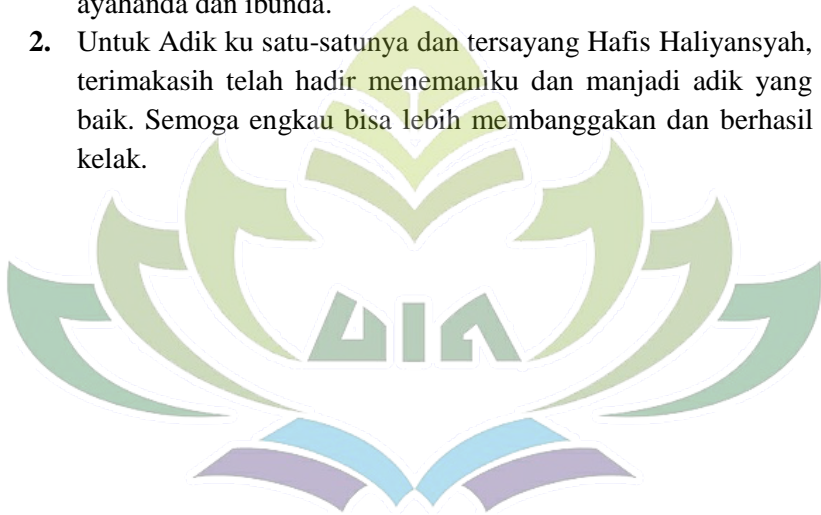 ayahanda dan ibunda.
2. Untuk Adik ku satu-satunya dan tersayang Hafis Haliyansyah,
terimakasih telah hadir menemaniku dan manjadi adik yang
baik. Semoga engkau bisa lebih membanggakan dan berhasil
kelak.
UIN